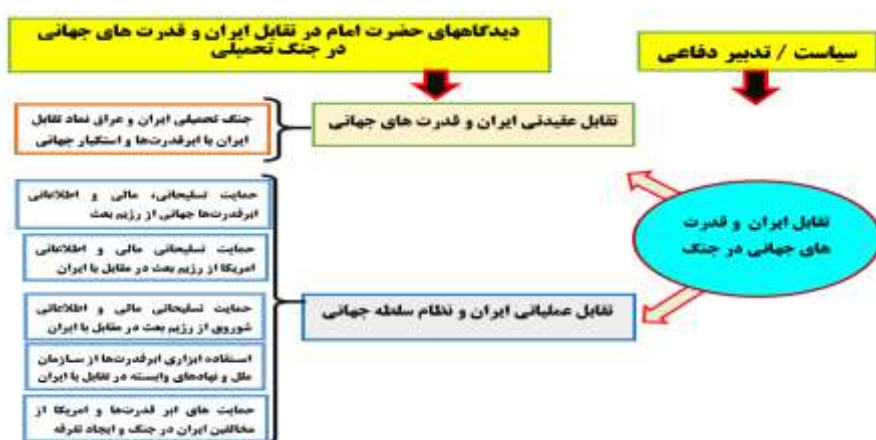 سیاست / تدبیر دفاعی
دیدگاههای حضرت امام در تقابل ایران و قدرت های جهانی
در جنگ تحمیلی
تقابل ایران و قدرت
های جهانی در جنگ
تقابل عقیدتی ایران و قدرت های جهانی
جنگ تحمیلی ایران و عراق نماد تقابل
ایران با ابرقدرت‌ها و استکبار جهانی
تقابل عملیاتی ایران و نظام سلطه جهانی
حمایت تسلیحاتی، مالی و اطلاعاتی
ابرقدرت‌ها جهانی از رژیم بعث
حمایت تسلیحاتی مالی و اطلاعاتی
امریکا از رژیم بعث در مقابل با ایران
حمایت تسلیحاتی مالی و اطلاعاتی
شوروی از رژیم بعث در مقابل با ایران
استفاده ابزاری ابرقدرت‌ها از سازمان
ملل و نهادهای وابسته در تقابل با ایران
حمایت های ابر قدرت‌ها و امریکا از
مخالفین ایران در جنگ و ایجاد تفرقه